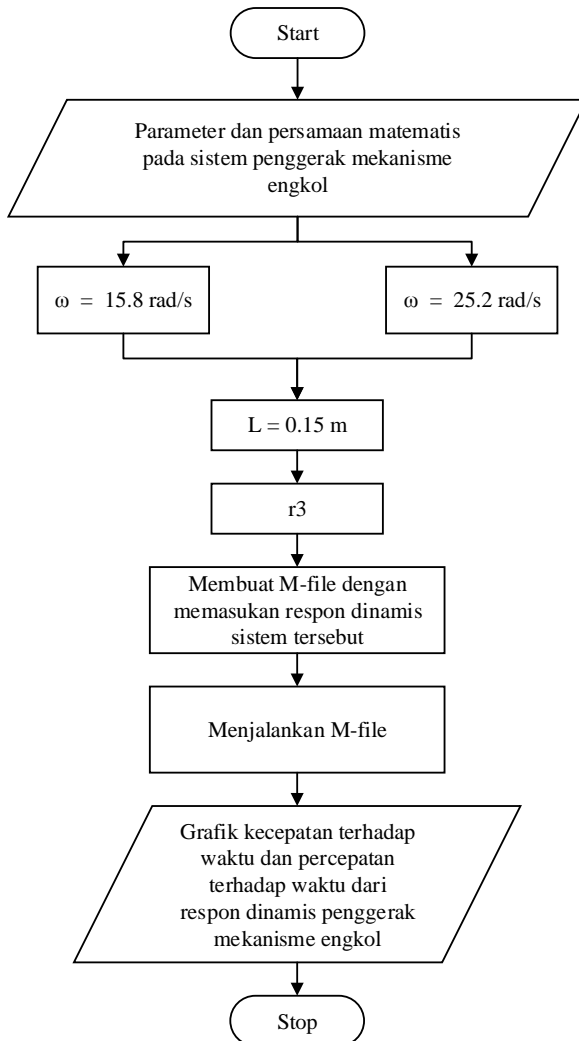 Start
Parameter dan persamaan matematis
pada sistem penggerak mekanisme
engkol
ω = 15.8 rad/s
ω = 25.2 rad/s
L = 0.15 m
r3
Membuat M-file dengan
memasukan respon dinamis
sistem tersebut
Menjalankan M-file
Grafik kecepatan terhadap
waktu dan percepatan
terhadap waktu dari
respon dinamis penggerak
mekanisme engkol
Stop